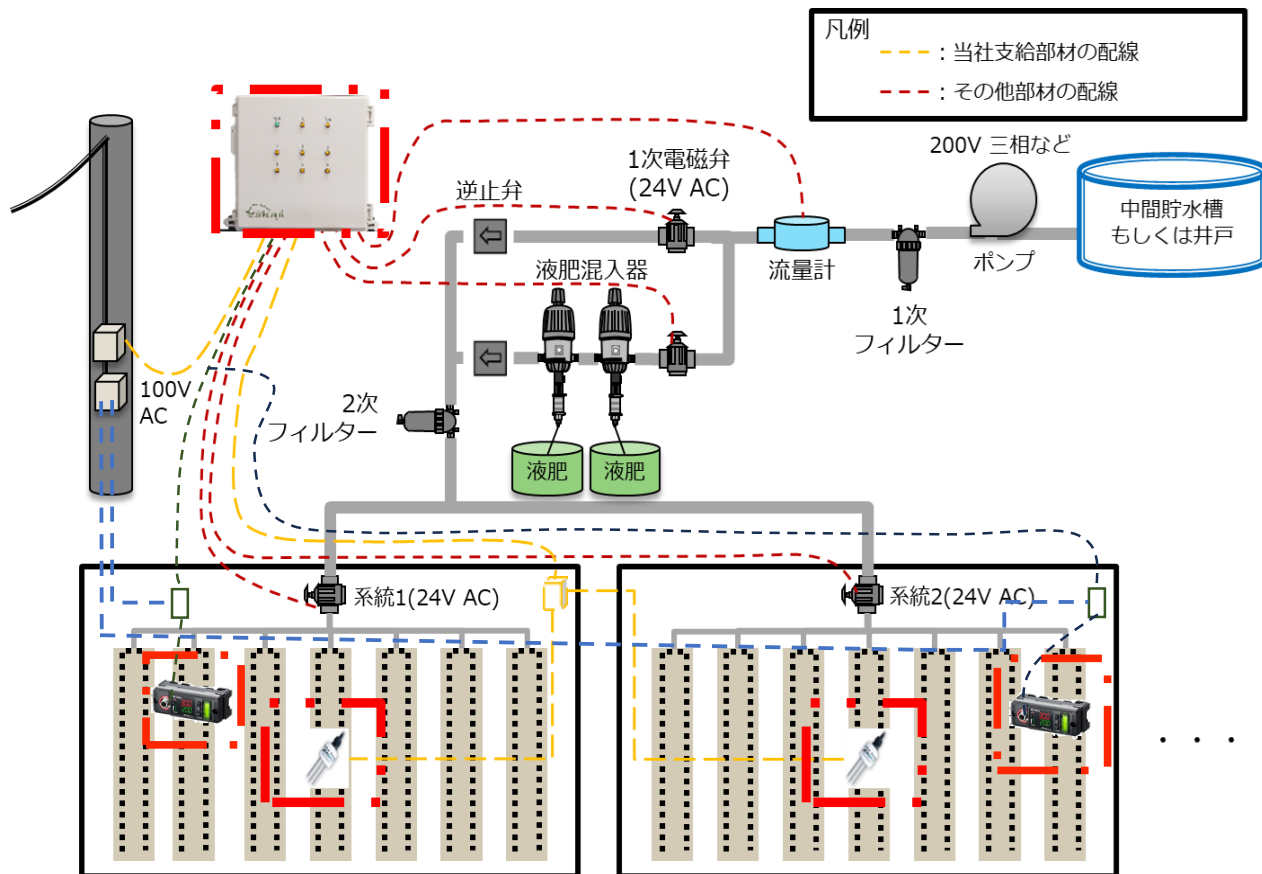 凡例
：当社支給部材の配線
：その他部材の配線
200V 三相など
1次電磁弁
(24V AC)
逆止弁
中間貯水槽
もしくは井戸
ポンプ
流量計
液肥混入器
1次
フィルター
100V
AC
2次
フィルター
液肥
液肥
系統1(24V AC)
系統2(24V AC)
・・・